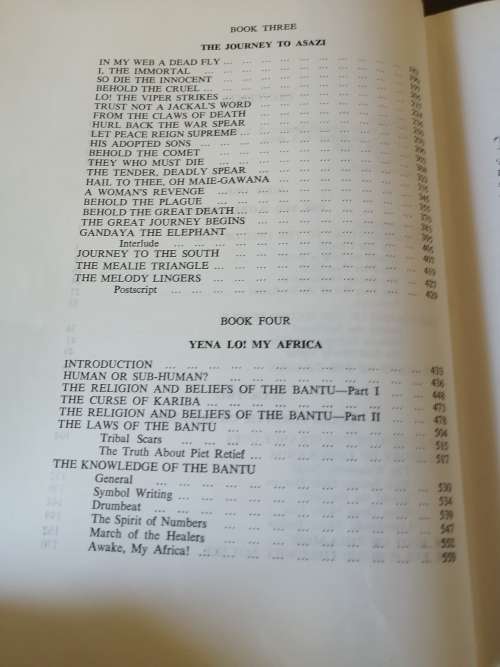 BOOK THREE
THE JOURNEY TO ASAZI
IN MY WEB A DEAD FLY
I, THE IMMORTAL
SO DIE THE INNOCENT
BEHOLD THE CRUEL
LO! THE VIPER STRIKES
TRUST NOT A JACKAL'S WORD
FROM THE CLAWS OF DEATH
HURL BACK THE WAR SPEAR
LET PEACE REIGN SUPREME
HIS ADOPTED SONS
BEHOLD THE COMET
THEY WHO MUST DIE
THE TENDER, DEADLY SPEAR
HAIL TO THEE, OH MAIE-GAWANA
A WOMAN'S REVENGE
BEHOLD THE PLAGUE
BEHOLD THE GREAT DEATH
THE GREAT JOURNEY BEGINS
GANDAYA THE ELEPHANT
Interlude
JOURNEY TO THE SOUTH
THE MEALIE TRIANGLE
THE MELODY LINGERS
Postscript
BOOK FOUR
YENA LO! MY AFRICA
INTRODUCTION ... 435
HUMAN OR SUB-HUMAN? ... 436
THE RELIGION AND BELIEFS OF THE BANTU—Part I ... 448
THE CURSE OF KARIBA ... 475
THE RELIGION AND BELIEFS OF THE BANTU—Part II ... 478
THE LAWS OF THE BANTU ... 504
Tribal Scars ... 515
The Truth About Piet Retief ... 517
THE KNOWLEDGE OF THE BANTU
General ... 530
Symbol Writing ... 534
Drumbeat ... 539
The Spirit of Numbers ... 547
March of the Healers ... 552
Awake, My Africa! ... 559